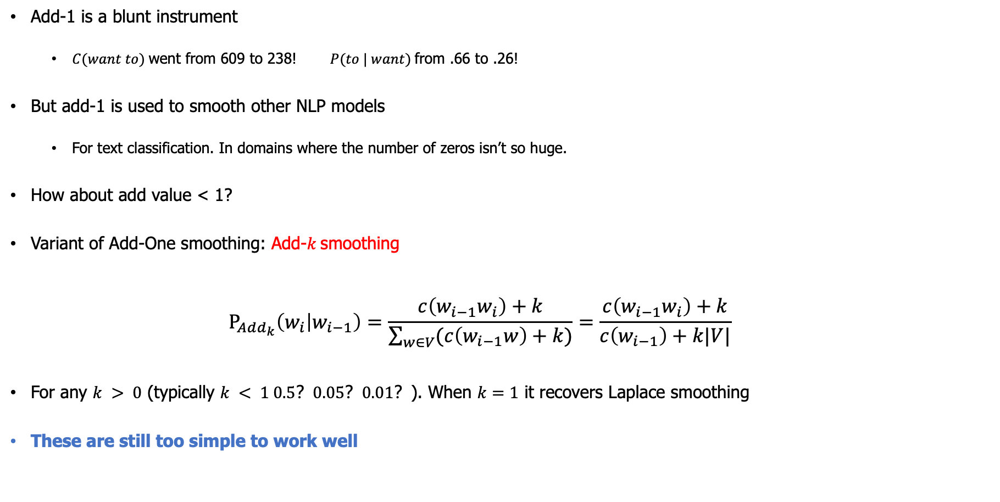 • Add-1 is a blunt instrument
• C(want to) went from 609 to 238! P(to | want) from .66 to .26!
• But add-1 is used to smooth other NLP models
• For text classification. In domains where the number of zeros isn’t so huge.
• How about add value < 1?
• Variant of Add-One smoothing: Add-k smoothing
P_{Add_k}(w_i|w_{i−1}) = \frac{c(w_{i−1}w_i) + k}{∑_{w∈V}(c(w_{i−1}w) + k)} = \frac{c(w_{i−1}w_i) + k}{c(w_{i−1}) + k|V|}
• For any k > 0 (typically k < 1 0.5? 0.05? 0.01? ). When k = 1 it recovers Laplace smoothing
• These are still too simple to work well